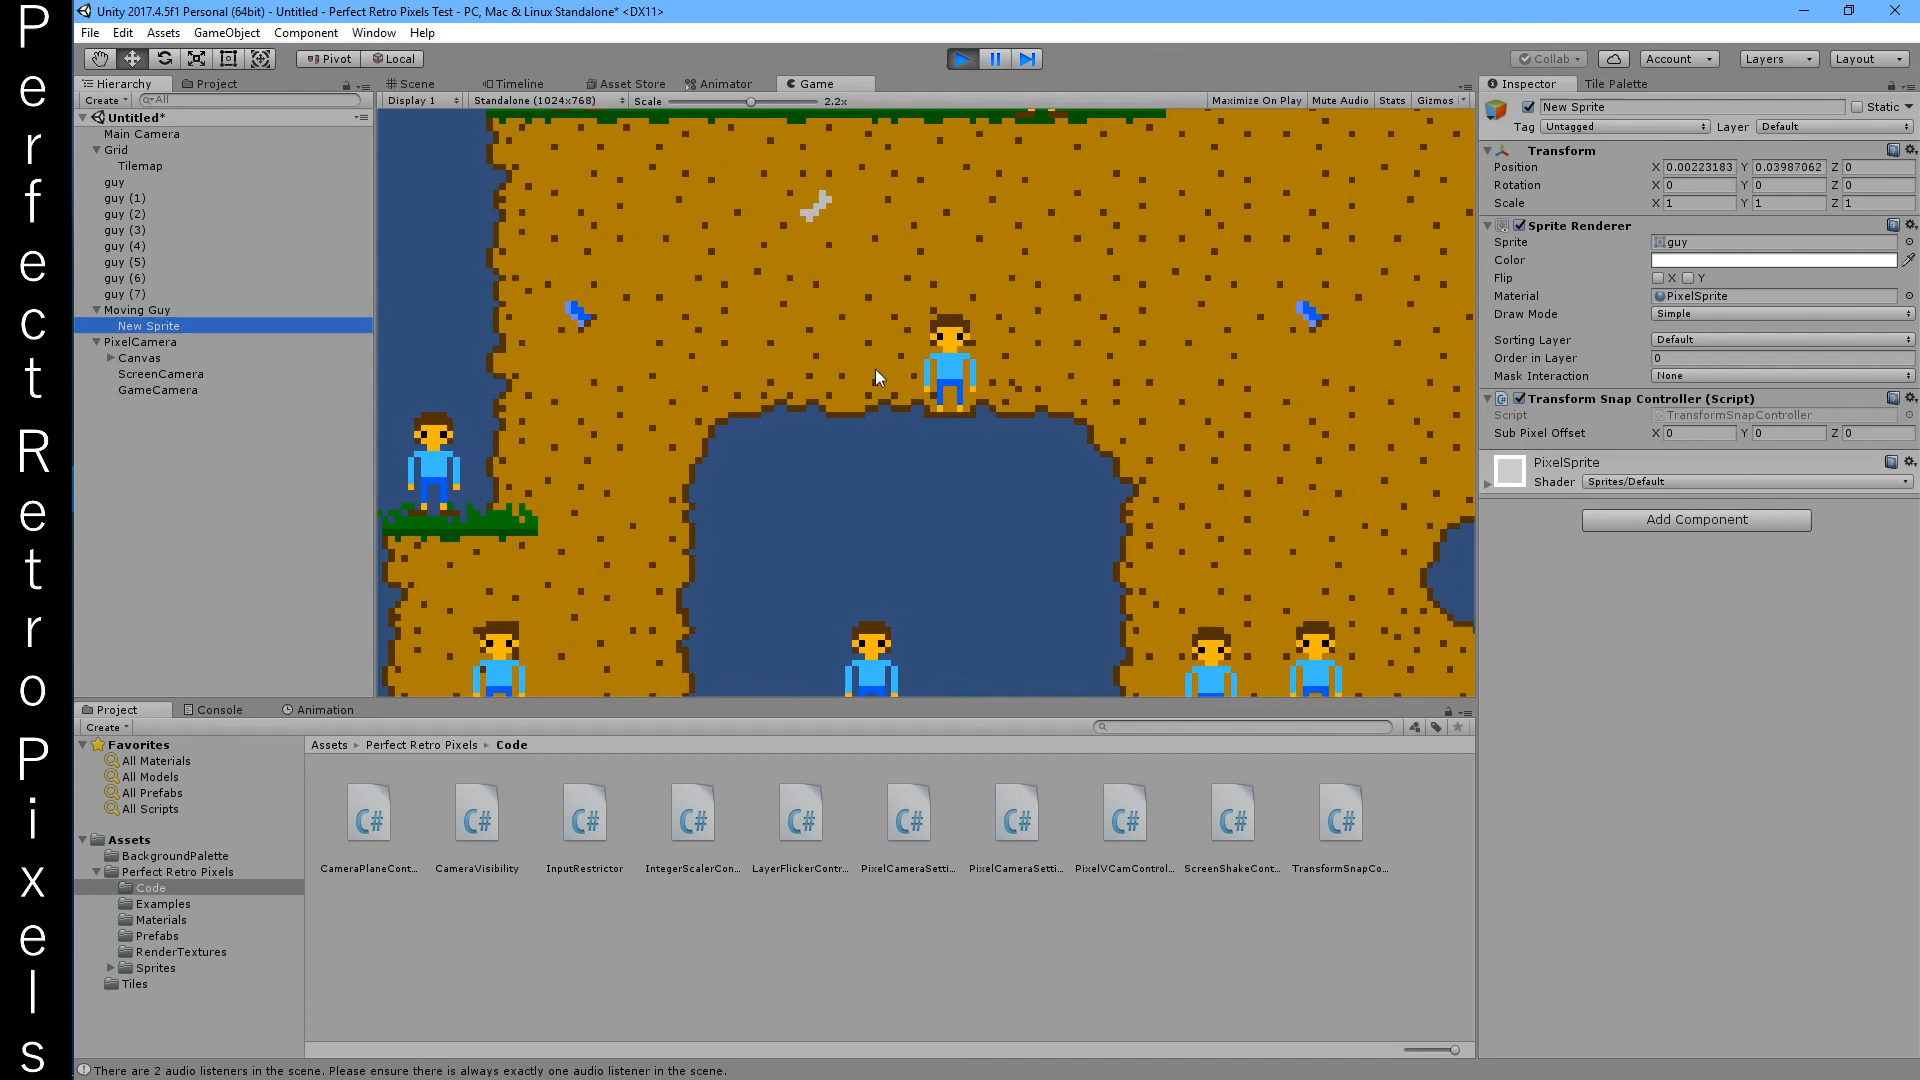 Perfect Retro Pixels
Unity 2017.4.5f1 Personal (64bit) - Untitled - Perfect Retro Pixels Test - PC, Mac & Linux Standalone* <DX11>
File Edit Assets GameObject Component Window Help
Pivot Local Collab Account Layers Layout
Hierarchy Project Scene Timeline Asset Store Animator Game Inspector Tile Palette
Create All Display 1 Standalone (1024x768) Scale 2.2x Maximize On Play Mute Audio Stats Gizmos
Untitled*
Main Camera
Grid
Tilemap
guy
guy (1)
guy (2)
guy (3)
guy (4)
guy (5)
guy (6)
guy (7)
Moving Guy
New Sprite
PixelCamera
Canvas
ScreenCamera
GameCamera
New Sprite Static
Tag Untagged Layer Default
Transform
Position X 0.00223183 Y 0.03987062 Z 0
Rotation X 0 Y 0 Z 0
Scale X 1 Y 1 Z 1
Sprite Renderer
Sprite guy
Color
Flip X Y
Material PixelSprite
Draw Mode Simple
Sorting Layer Default
Order in Layer 0
Mask Interaction None
Transform Snap Controller (Script)
Script TransformSnapController
Sub Pixel Offset X 0 Y 0 Z 0
PixelSprite
Shader Sprites/Default
Add Component
Project Console Animation
Create
Favorites
All Materials
All Models
All Prefabs
All Scripts
Assets
BackgroundPalette
Perfect Retro Pixels
Code
Examples
Materials
Prefabs
RenderTextures
Sprites
Tiles
Assets Perfect Retro Pixels Code
C# C# C# C# C# C# C# C# C# C#
CameraPlaneCont... CameraVisibility InputRestrictor IntegerScalerCon... LayerFlickerContr... PixelCameraSetti... PixelCameraSetti... PixelVCamControl... ScreenShakeCont... TransformSnapCo...
There are 2 audio listeners in the scene. Please ensure there is always exactly one audio listener in the scene.